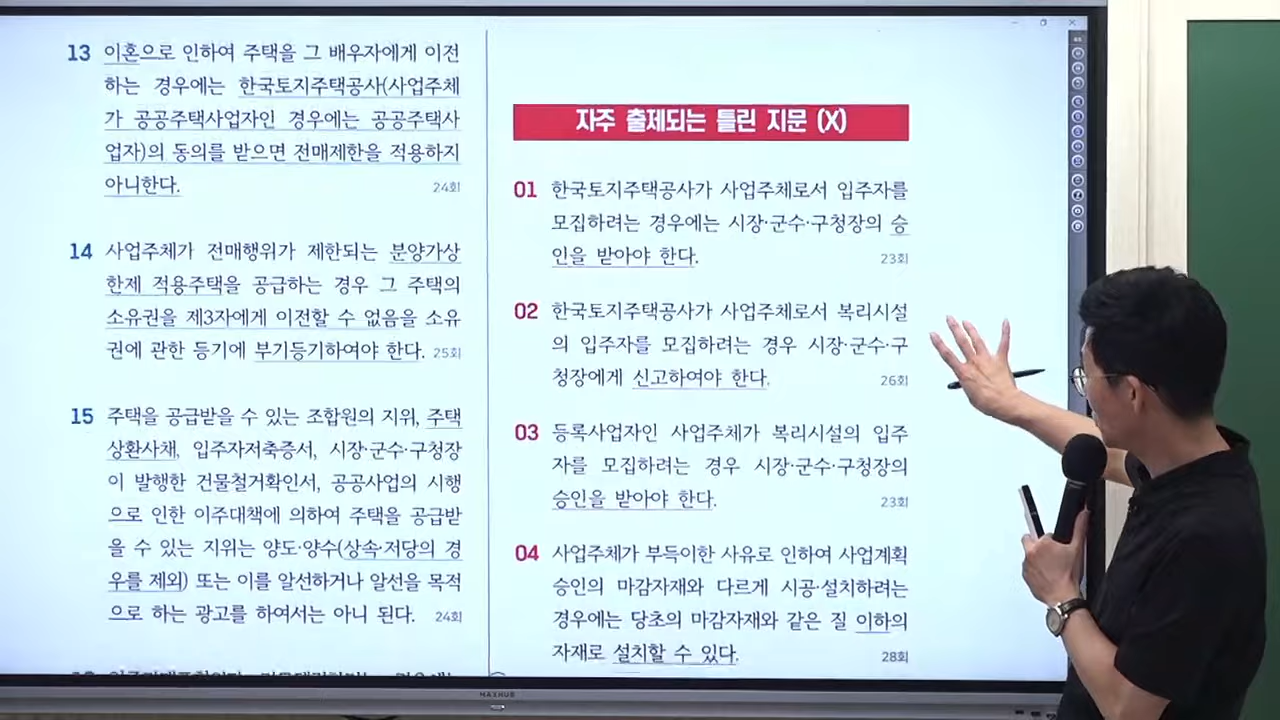 13 이혼으로 인하여 주택을 그 배우자에게 이전
하는 경우에는 한국토지주택공사(사업주체
가 공공주택사업자인 경우에는 공공주택사
업자)의 동의를 받으면 전매제한을 적용하지
아니한다. 24회
14 사업주체가 전매행위가 제한되는 분양가상
한제 적용주택을 공급하는 경우 그 주택의
소유권을 제3자에게 이전할 수 없음을 소유
권에 관한 등기에 부기등기하여야 한다. 25회
15 주택을 공급받을 수 있는 조합원의 지위, 주택
상환사채, 입주자저축증서, 시장·군수·구청장
이 발행한 건물철거확인서, 공공사업의 시행
으로 인한 이주대책에 의하여 주택을 공급받
을 수 있는 지위는 양도·양수(상속·저당의 경
우를 제외) 또는 이를 알선하거나 알선을 목적
으로 하는 광고를 하여서는 아니 된다. 24회
자주 출제되는 틀린 지문 (X)
01 한국토지주택공사가 사업주체로서 입주자를
모집하려는 경우에는 시장·군수·구청장의 승
인을 받아야 한다. 23회
02 한국토지주택공사가 사업주체로서 복리시설
의 입주자를 모집하려는 경우 시장·군수·구
청장에게 신고하여야 한다. 26회
03 등록사업자인 사업주체가 복리시설의 입주
자를 모집하려는 경우 시장·군수·구청장의
승인을 받아야 한다. 23회
04 사업주체가 부득이한 사유로 인하여 사업계획
승인의 마감자재와 다르게 시공·설치하려는
경우에는 당초의 마감자재와 같은 질 이하의
자재로 설치할 수 있다. 28회
MAXHUB